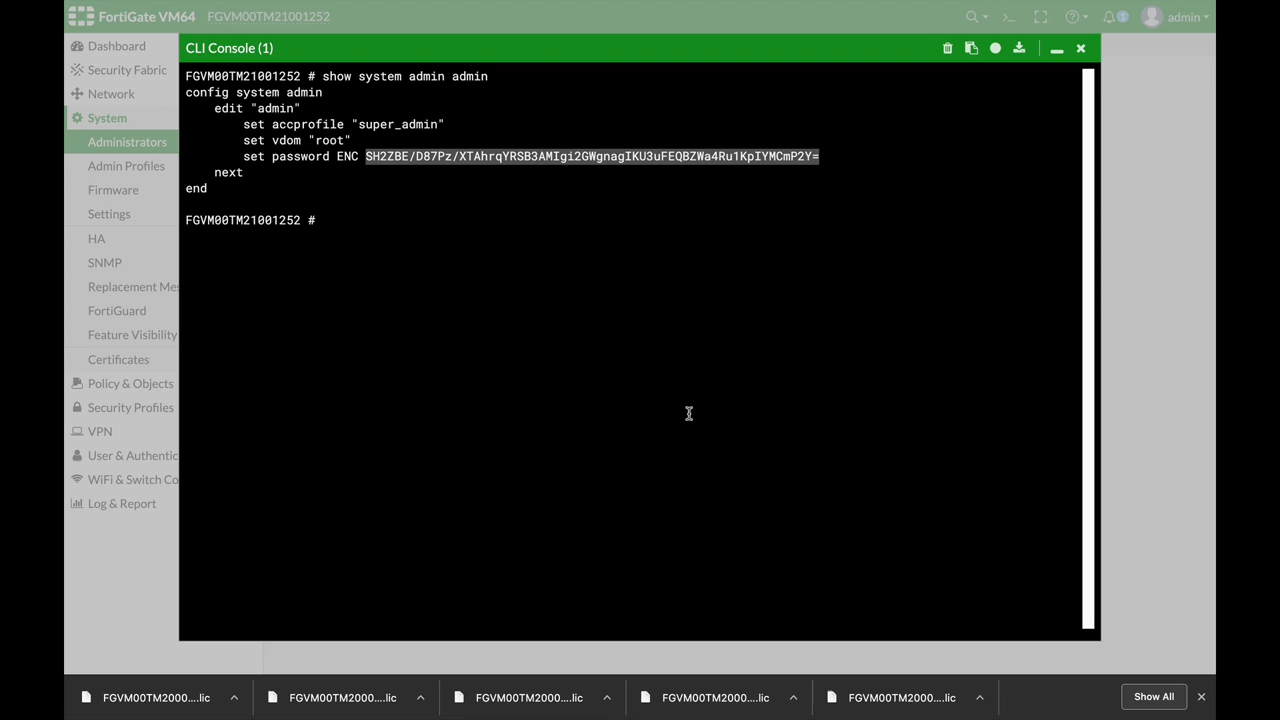 FortiGate VM64 FGVM00TM21001252
1 admin
Dashboard
Security Fabric
Network
System
Administrators
Admin Profiles
Firmware
Settings
HA
SNMP
Replacement Mes
FortiGuard
Feature Visibility
Certificates
Policy & Objects
Security Profiles
VPN
User & Authentic
WiFi & Switch Co
Log & Report
CLI Console (1)
FGVM00TM21001252 # show system admin admin
config system admin
    edit "admin"
        set accprofile "super_admin"
        set vdom "root"
        set password ENC SH2ZBE/D87Pz/XTAhrqYRSB3AMIgi2GWgnagIKU3uFEQBZWa4Ru1KpIYMCmP2Y=
    next
end
FGVM00TM21001252 #
FGVM00TM2000....lic FGVM00TM2000....lic FGVM00TM2000....lic FGVM00TM2000....lic FGVM00TM2000....lic Show All